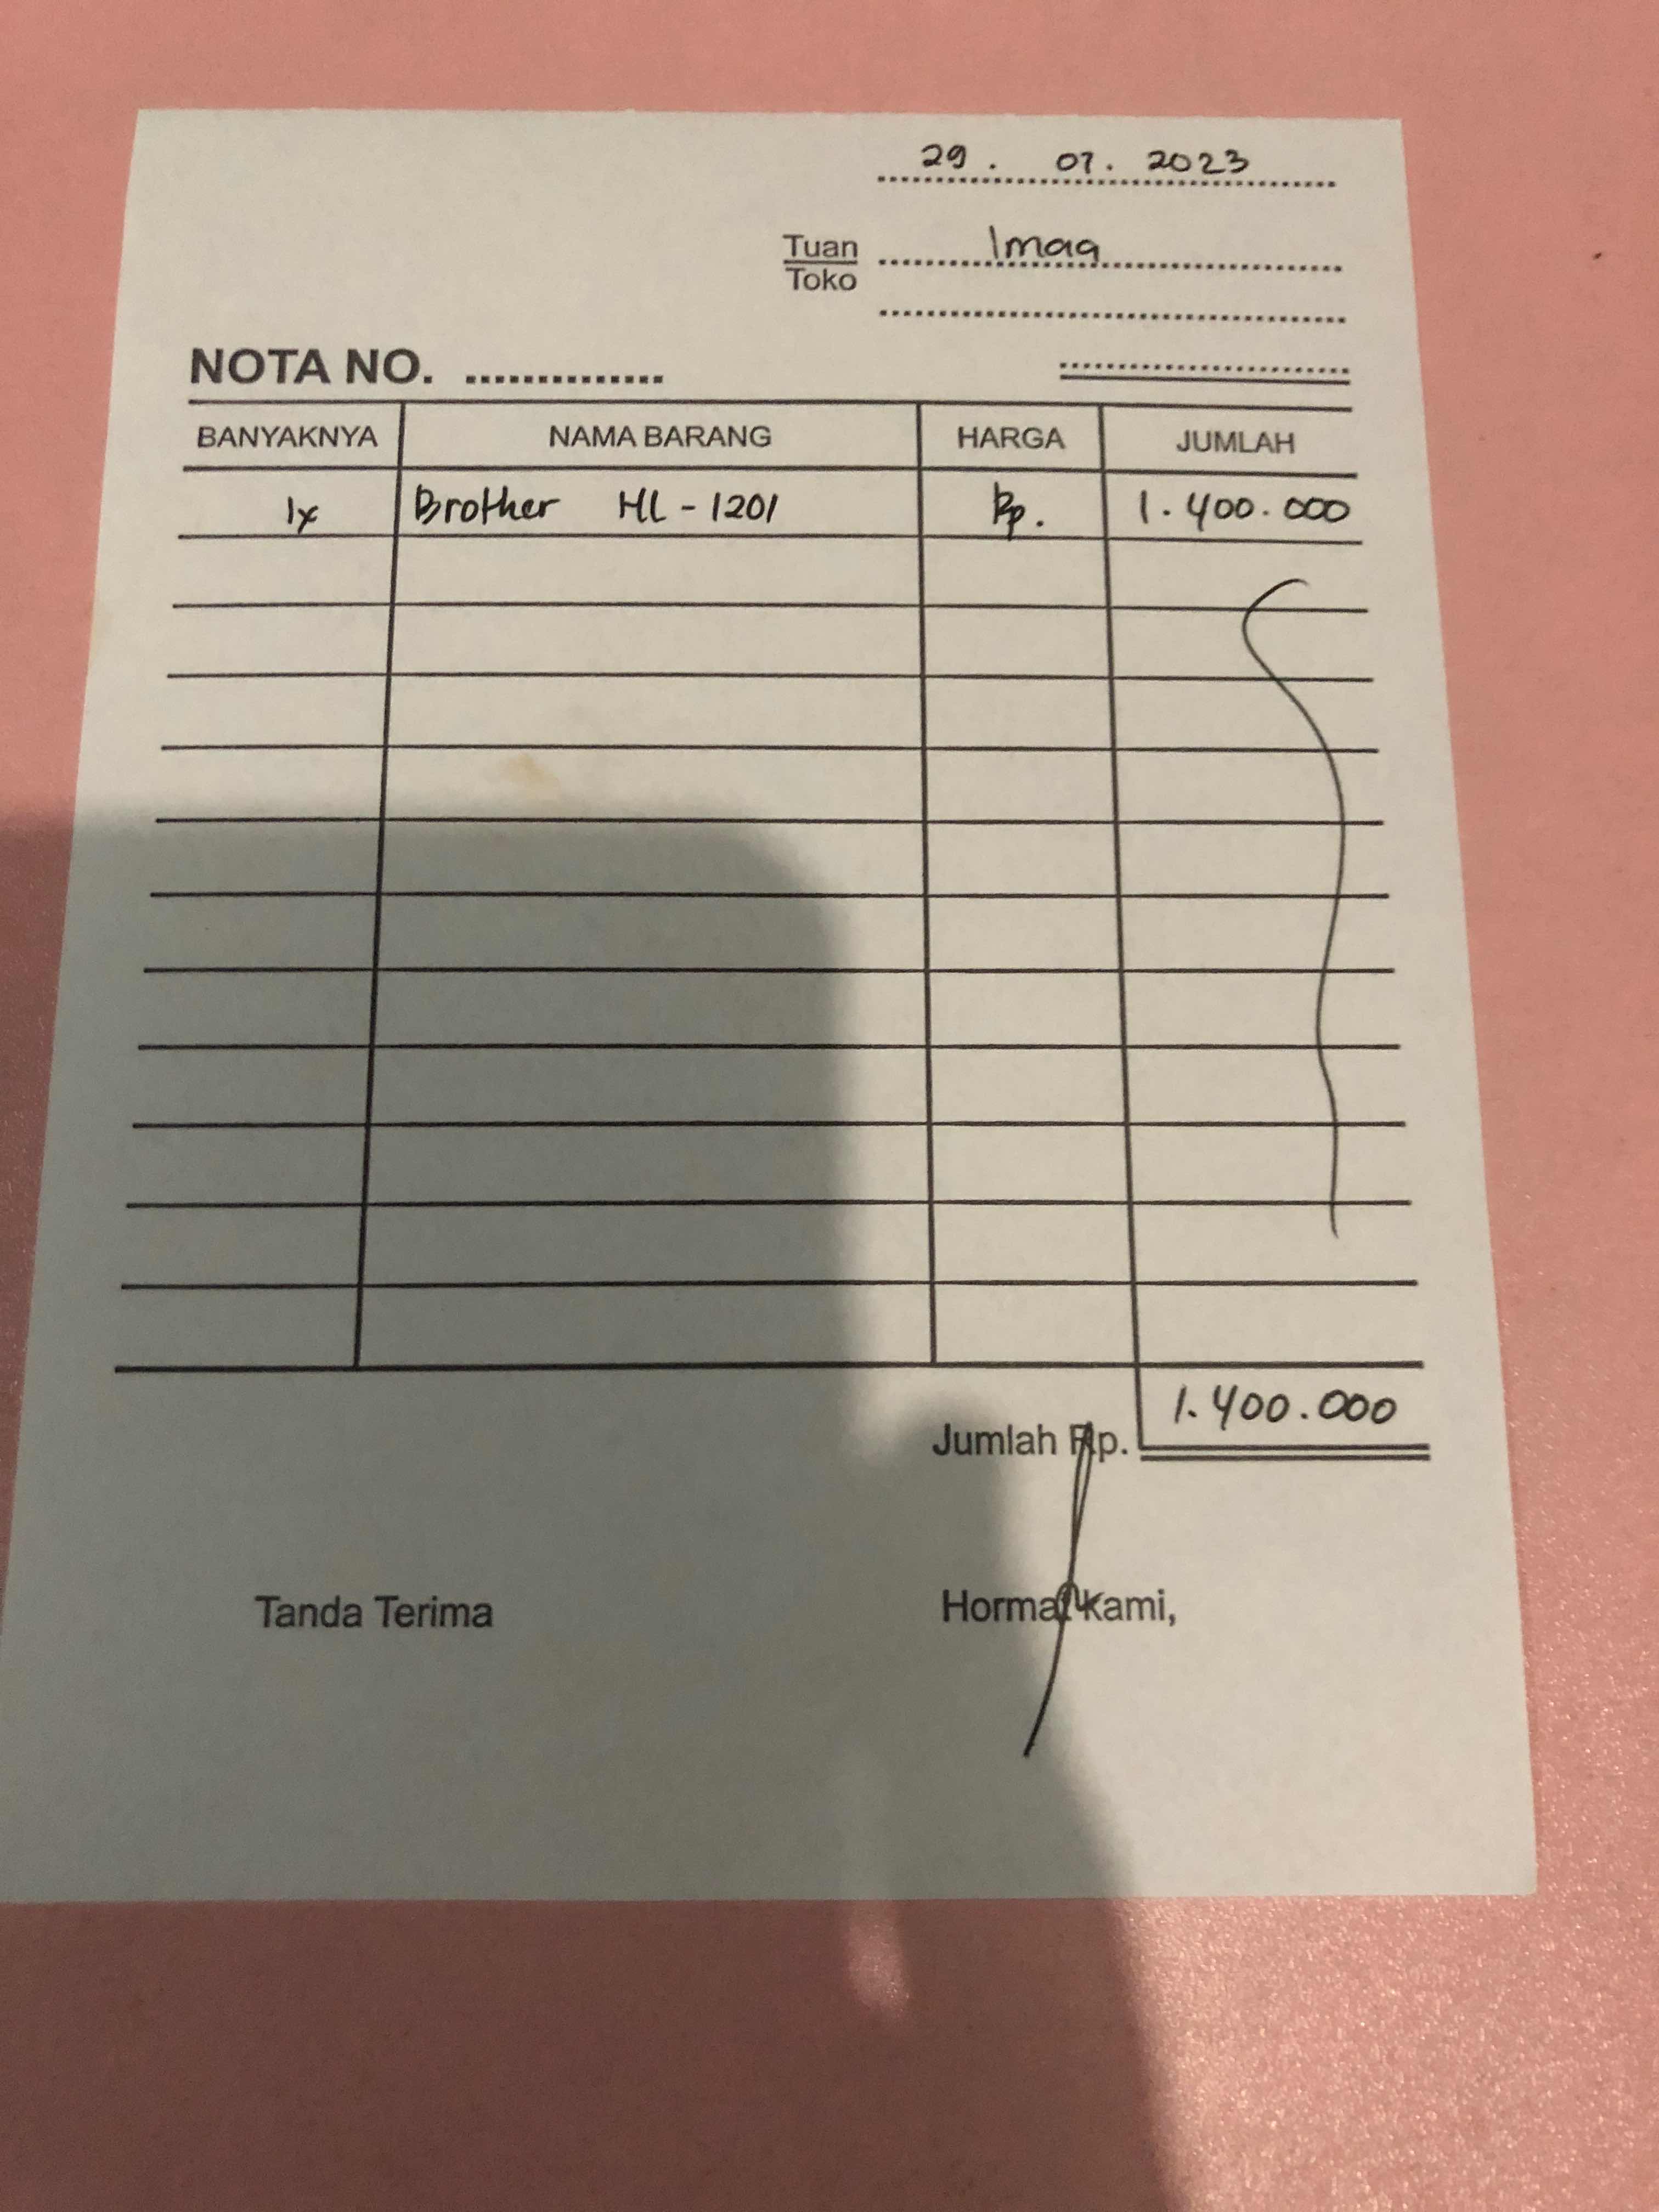 29. 07. 2023
Tuan Imaq
Toko
NOTA NO. ..............
BANYAKNYA NAMA BARANG HARGA JUMLAH
1x Brother HL-1201 Rp. 1.400.000
Jumlah Rp. 1.400.000
Tanda Terima Hormat Kami,